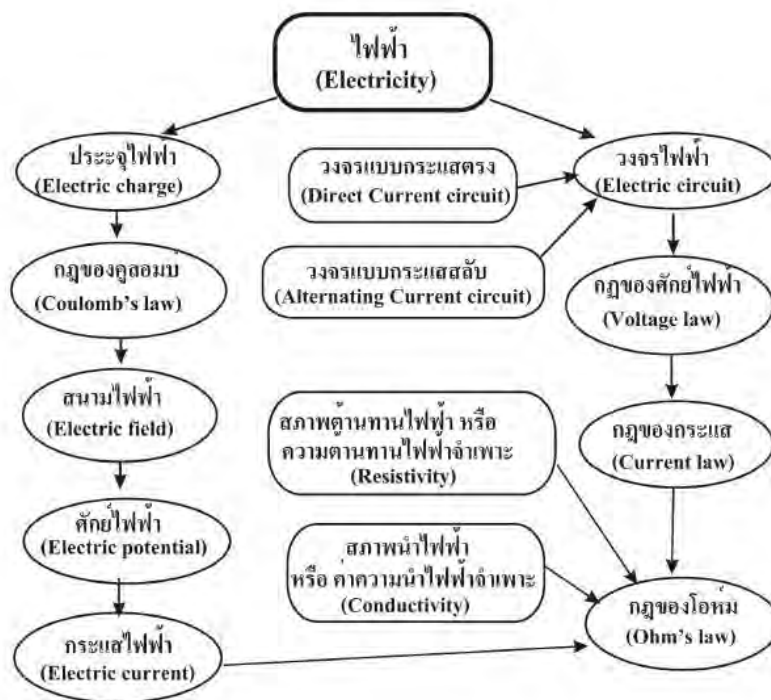 ไฟฟ้า
(Electricity)
ประะจุไฟฟ้า
(Electric charge)
วงจรแบบกระแสตรง
(Direct Current circuit)
วงจรไฟฟ้า
(Electric circuit)
กฎของคูลอมบ์
(Coulomb's law)
วงจรแบบกระแสสลับ
(Alternating Current circuit)
กฏของศักย์ไฟฟ้า
(Voltage law)
สนามไฟฟ้า
(Electric field)
สภาพต้านทานไฟฟ้า หรือ
ความต้านทานไฟฟ้าจำเพาะ
(Resistivity)
กฎของกระแส
(Current law)
ศักย์ไฟฟ้า
(Electric potential)
สภาพนำไฟฟ้า
หรือ ค่าความนำไฟฟ้าจำเพาะ
(Conductivity)
กฎของโอห์ม
(Ohm's law)
กระแสไฟฟ้า
(Electric current)